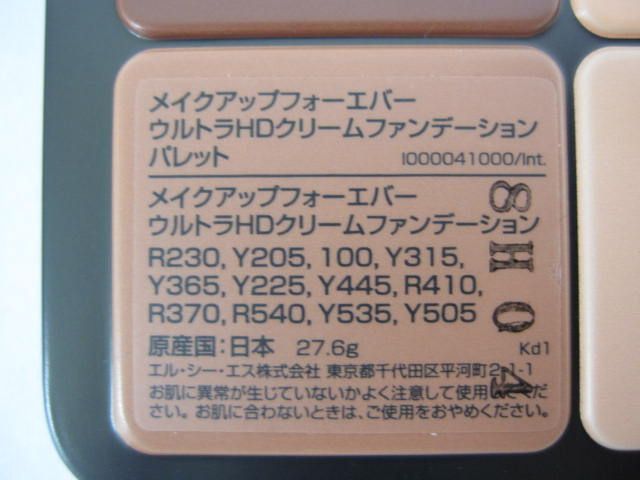 メイクアップフォーエバー
ウルトラHDクリームファンデーション
パレット I000041000/Int.
メイクアップフォーエバー
ウルトラHDクリームファンデーション
R230, Y205, 100, Y315,
Y365, Y225, Y445, R410,
R370, R540, Y535, Y505
原産国:日本 27.6g Kd1
エル・シー・エス株式会社 東京都千代田区平河町2-1-1
お肌に異常が生じていないかよく注意して使用してくだ
さい。お肌に合わないときは、ご使用をおやめください。
8H0A